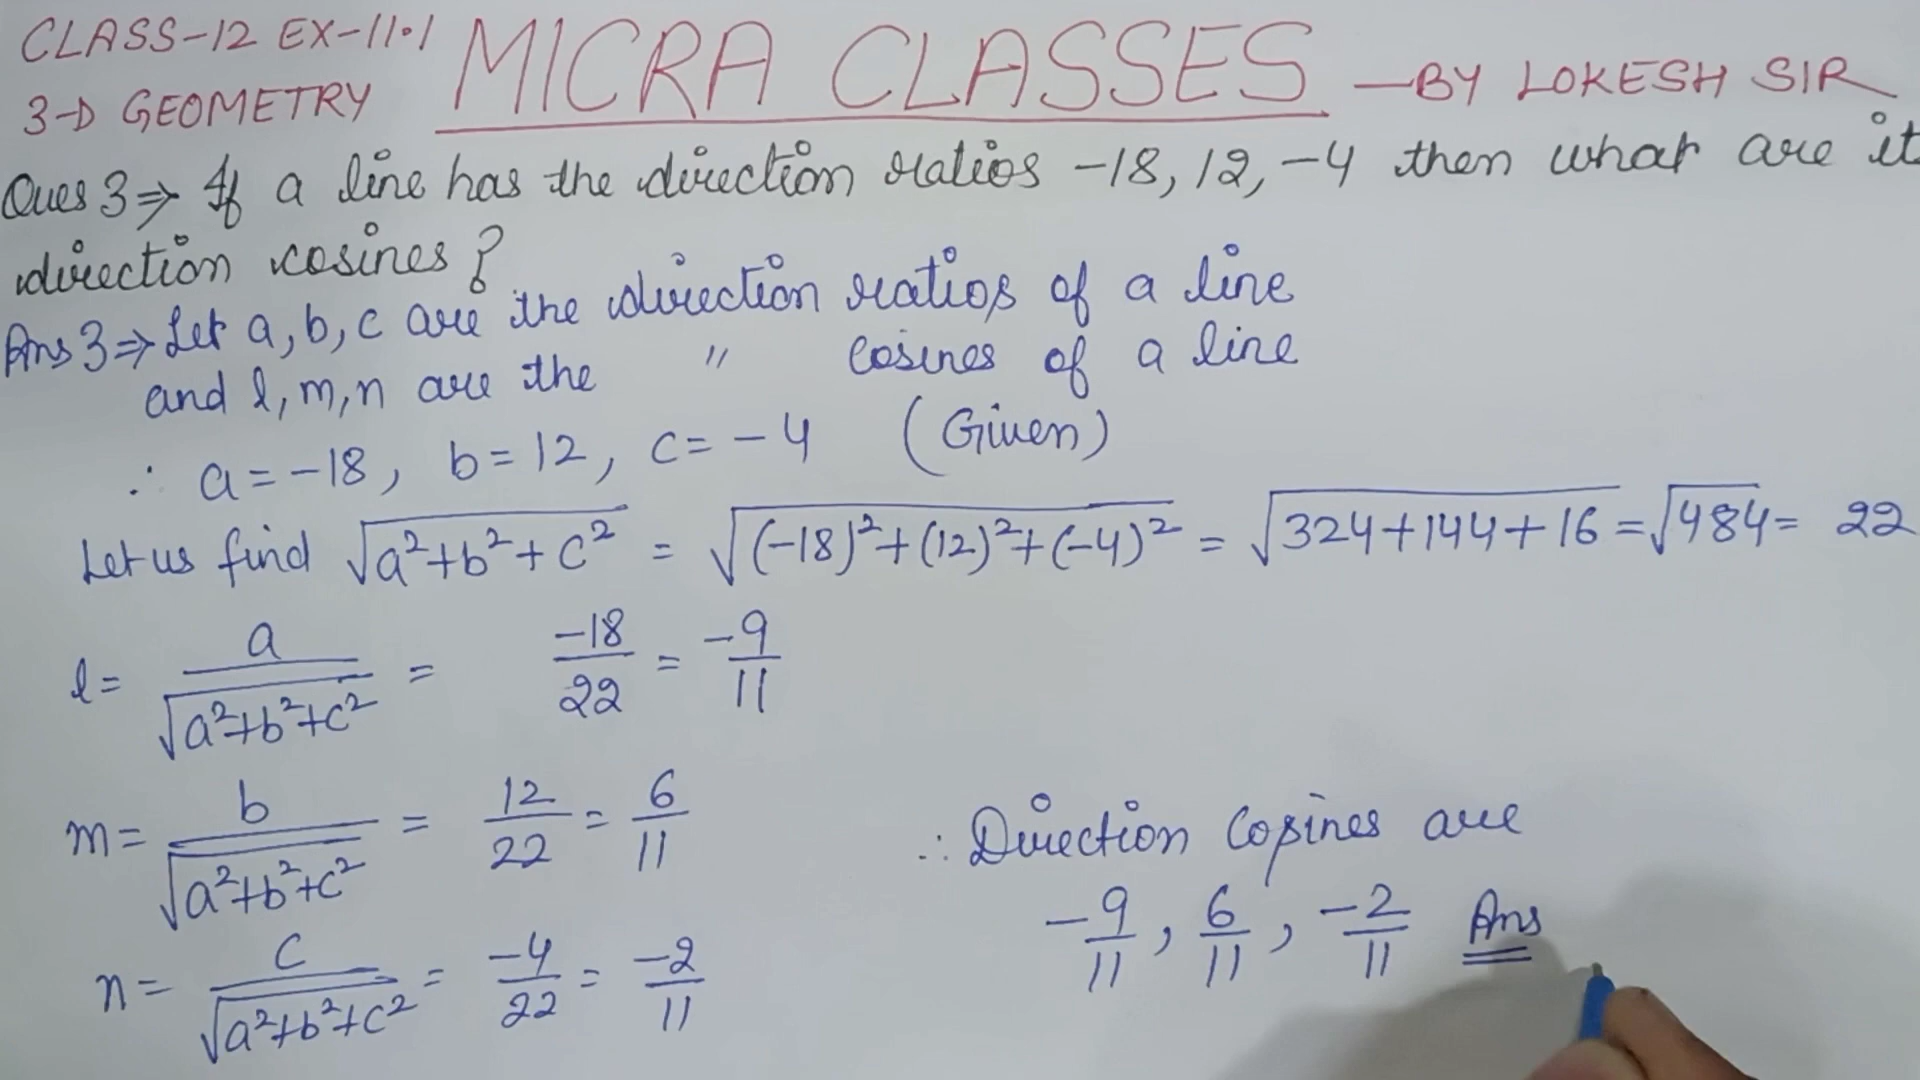 CLASS-12 EX-11.1 MICRA CLASSES -BY LOKESH SIR
3-D GEOMETRY
Ques 3⇒ If a line has the direction ratios -18, 12, -4 then what are its
direction cosines?
Ans 3⇒ Let a, b, c are the direction ratios of a line
and l, m, n are the " cosines of a line
∴ a = -18, b = 12, c = -4 (Given)
Let us find √(a²+b²+c²) = √((-18)²+(12)²+(-4)²) = √(324+144+16) = √484 = 22
l = a/√(a²+b²+c²) = -18/22 = -9/11
m = b/√(a²+b²+c²) = 12/22 = 6/11
n = c/√(a²+b²+c²) = -4/22 = -2/11
∴ Direction Cosines are
-9/11, 6/11, -2/11 Ans